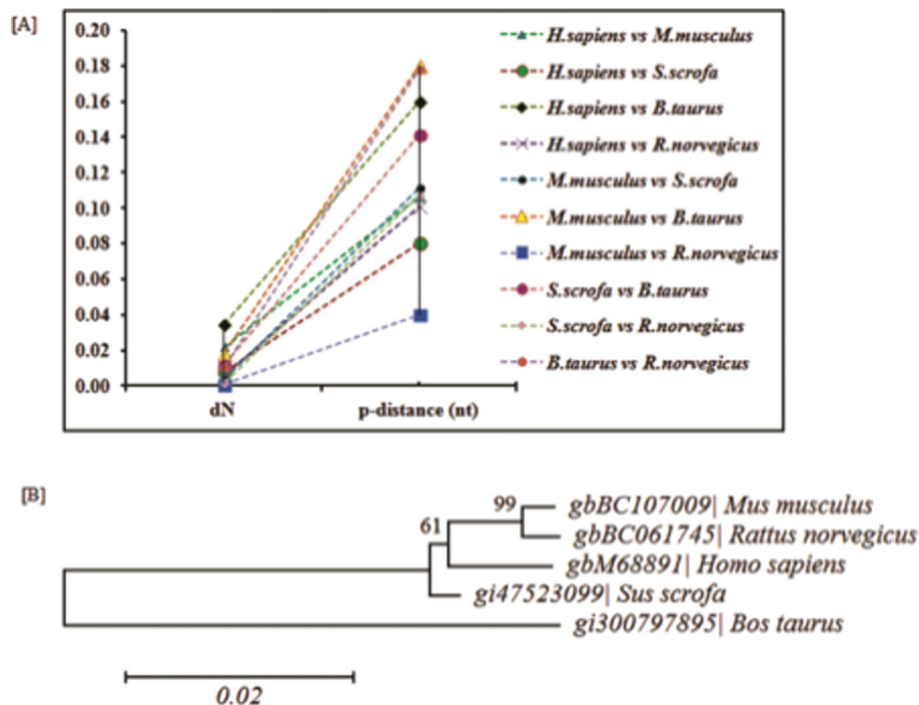 [A]
0.20
0.18
0.16
0.14
0.12
0.10
0.08
0.06
0.04
0.02
0.00
dN
p-distance (nt)
H.sapiens vs M.musculus
H.sapiens vs S.scrofa
H.sapiens vs B.taurus
H.sapiens vs R.norvegicus
M.musculus vs S.scrofa
M.musculus vs B.taurus
M.musculus vs R.norvegicus
S.scrofa vs B.taurus
S.scrofa vs R.norvegicus
B.taurus vs R.norvegicus
[B]
99
gbBC107009| Mus musculus
61
gbBC061745| Rattus norvegicus
gbM68891| Homo sapiens
gi47523099| Sus scrofa
gi300797895| Bos taurus
0.02